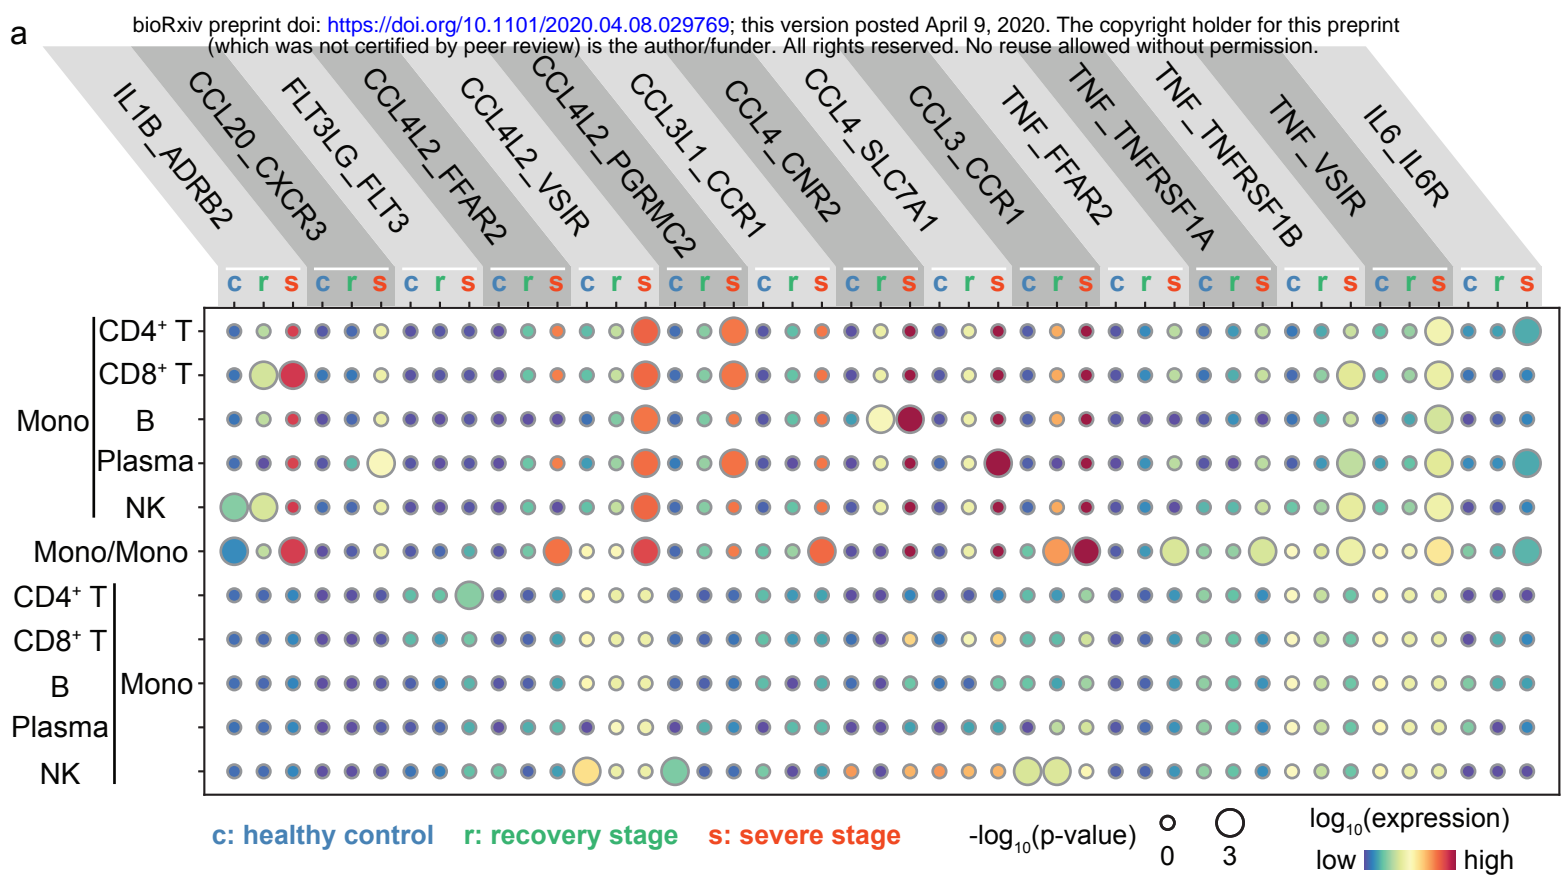 a
bioRxiv preprint doi: https://doi.org/10.1101/2020.04.08.029769; this version posted April 9, 2020. The copyright holder for this preprint
(which was not certified by peer review) is the author/funder. All rights reserved. No reuse allowed without permission.
IL1B_ADRB2
CCL20_CXCR3
FLT3LG_FLT3
CCL4L2_FFAR2
CCL4L2_VSIR
CCL4L2_PGRMC2
CCL3L1_CCR1
CCL4_CNR2
CCL4_SLC7A1
CCL3_CCR1
TNF_FFAR2
TNF_TNFRSF1A
TNF_TNFRSF1B
TNF_VSIR
IL6_IL6R
c r s c r s c r s c r s c r s c r s c r s c r s c r s c r s c r s c r s c r s c r s c r s
Mono
CD4⁺ T
CD8⁺ T
B
Plasma
NK
Mono/Mono
CD4⁺ T
CD8⁺ T
B
Plasma
NK
Mono
c: healthy control r: recovery stage s: severe stage
-log₁₀(p-value)
0 3
log₁₀(expression)
low high